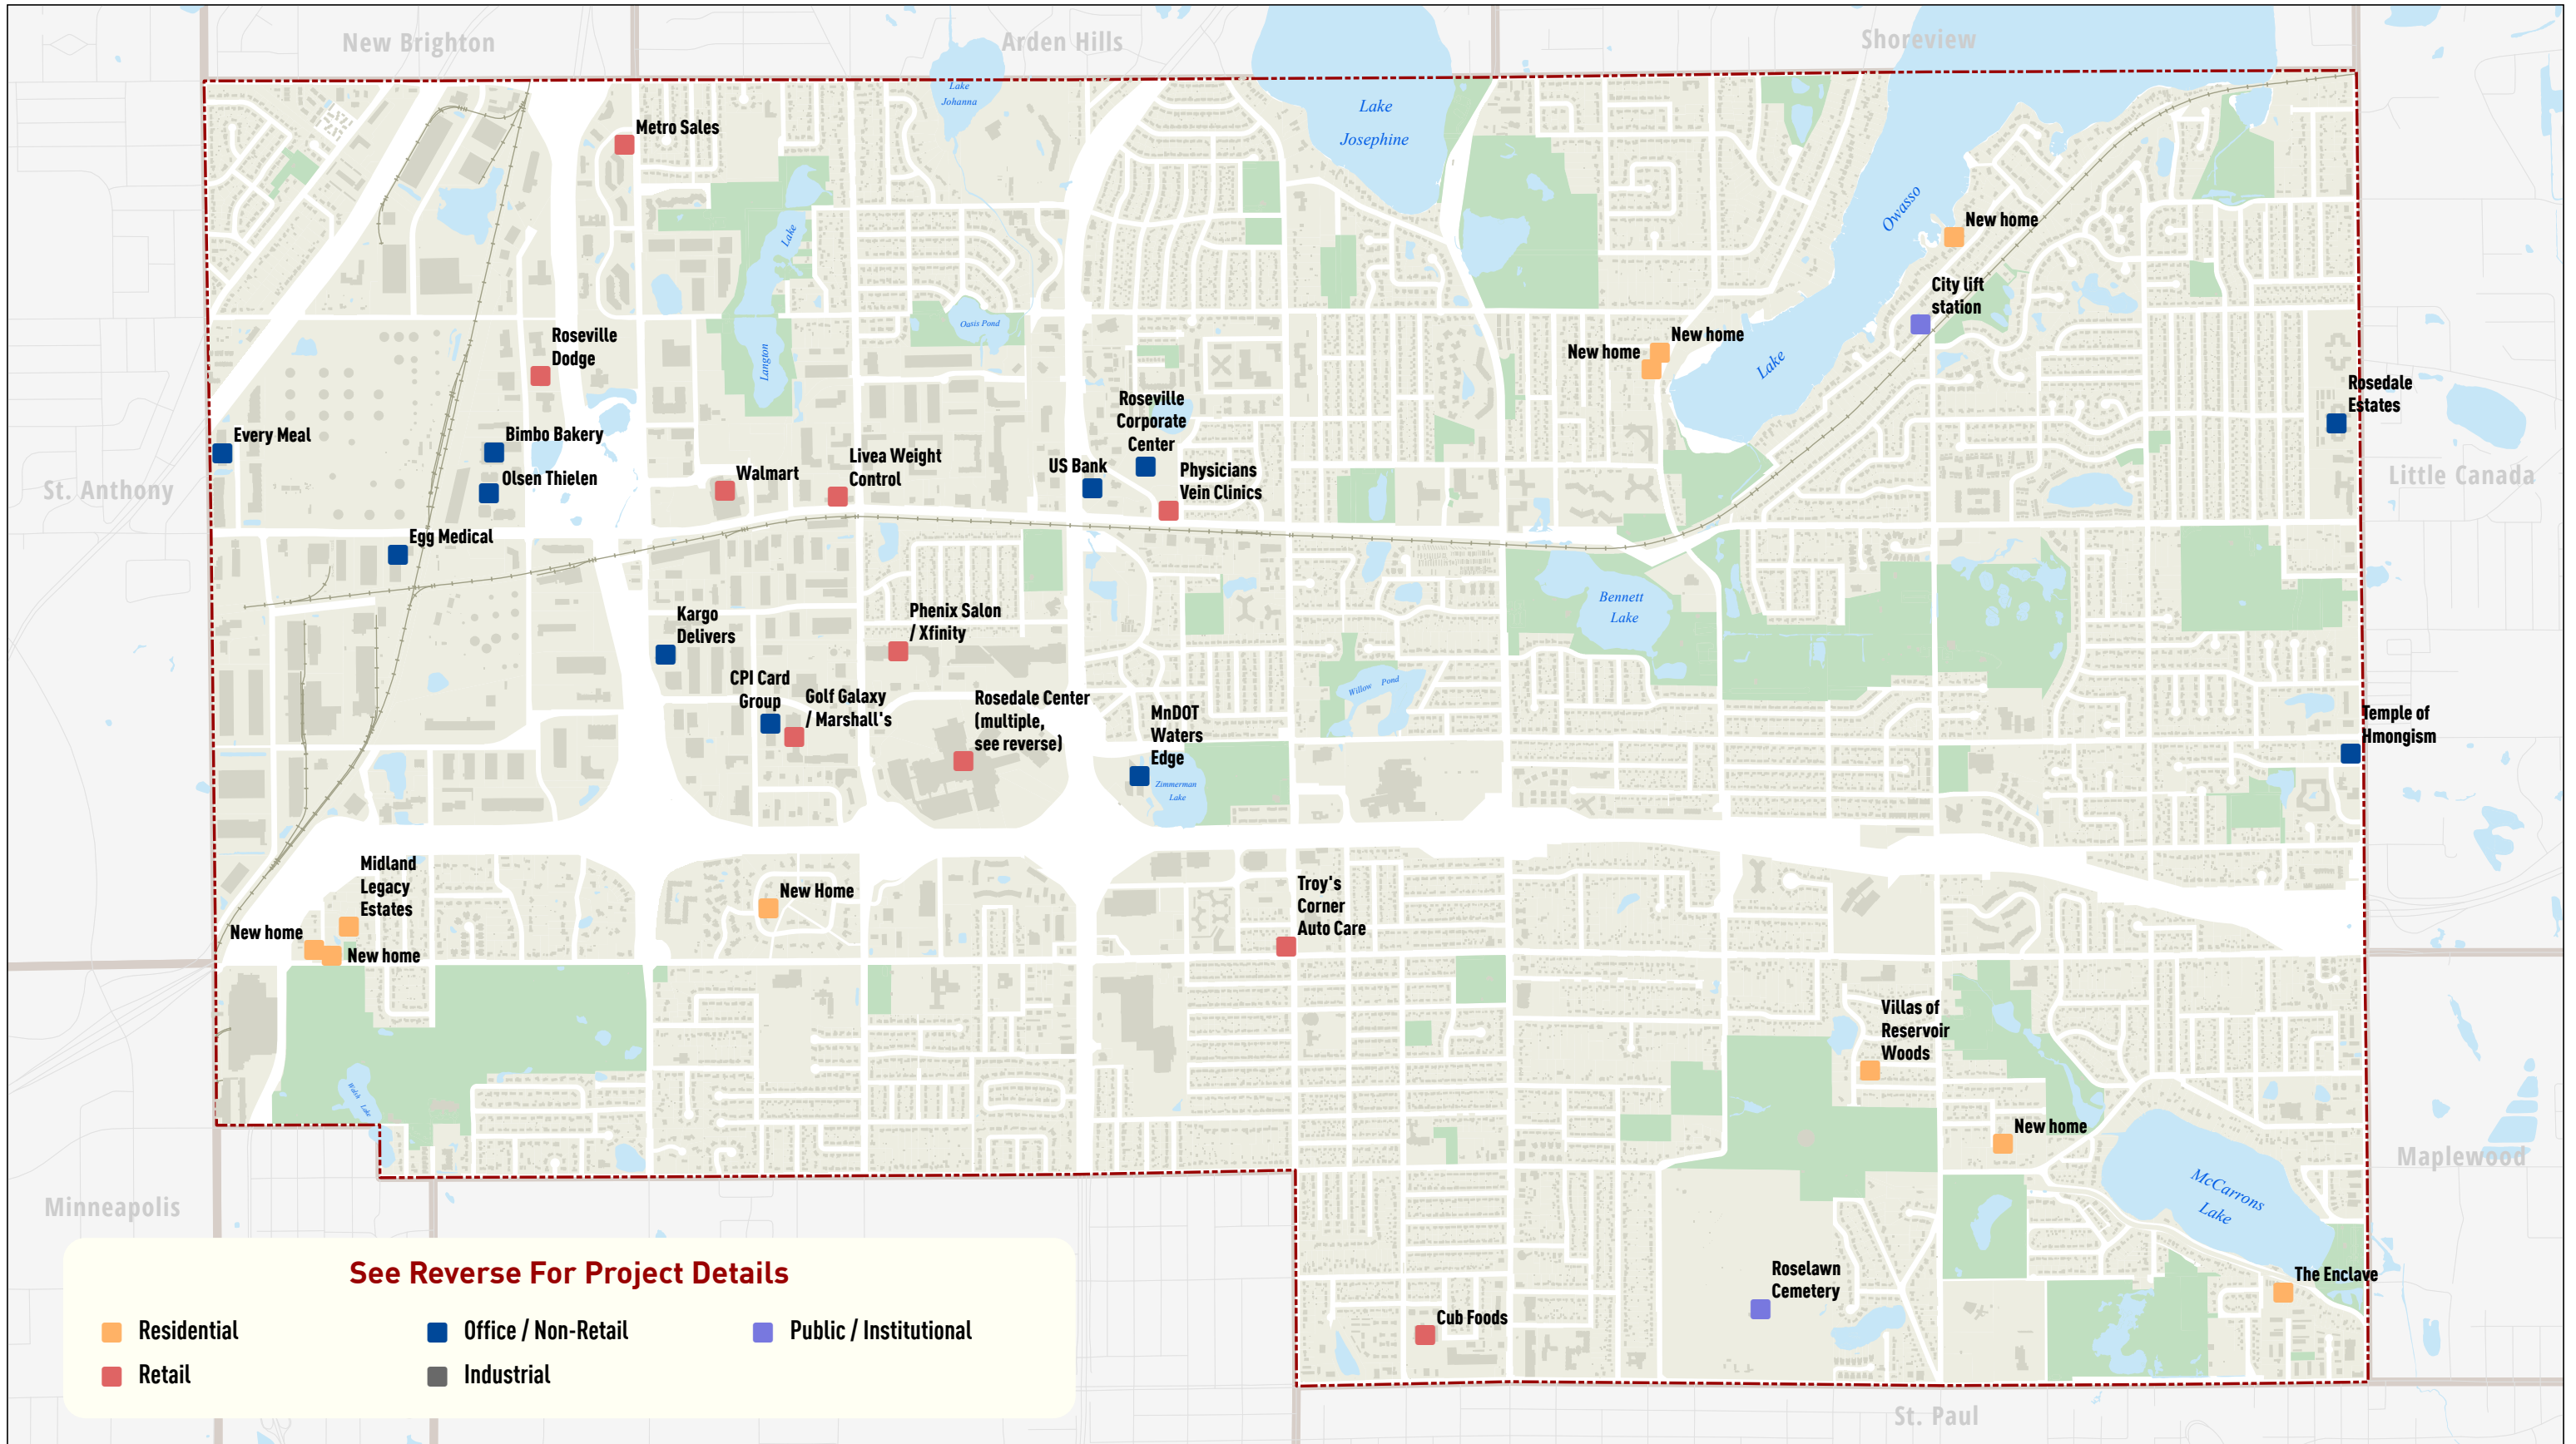 New Brighton
Arden Hills
Shoreview
Lake
Johanna
Lake
Josephine
Metro Sales
Lake
Owasso
New home
City lift
station
Oasis Pond
Roseville
Dodge
Langton
New home
New home
Lake
Rosedale
Estates
Roseville
Corporate
Center
Every Meal
Bimbo Bakery
Olsen Thielen
Walmart
Livea Weight
Control
US Bank
Physicians
Vein Clinics
St. Anthony
Little Canada
Egg Medical
Bennett
Lake
Kargo
Delivers
Phenix Salon
/ Xfinity
CPI Card
Group
Golf Galaxy
/ Marshall's
Rosedale Center
(multiple,
see reverse)
Willow Pond
MnDOT
Waters
Edge
Zimmerman
Lake
Temple of
Hmongism
Midland
Legacy
Estates
New home
New home
New Home
Troy's
Corner
Auto Care
Villas of
Reservoir
Woods
Walsh Lake
New home
McCarrons
Lake
Minneapolis
Maplewood
Roselawn
Cemetery
The Enclave
Cub Foods
St. Paul
See Reverse For Project Details
Residential
Office / Non-Retail
Public / Institutional
Retail
Industrial